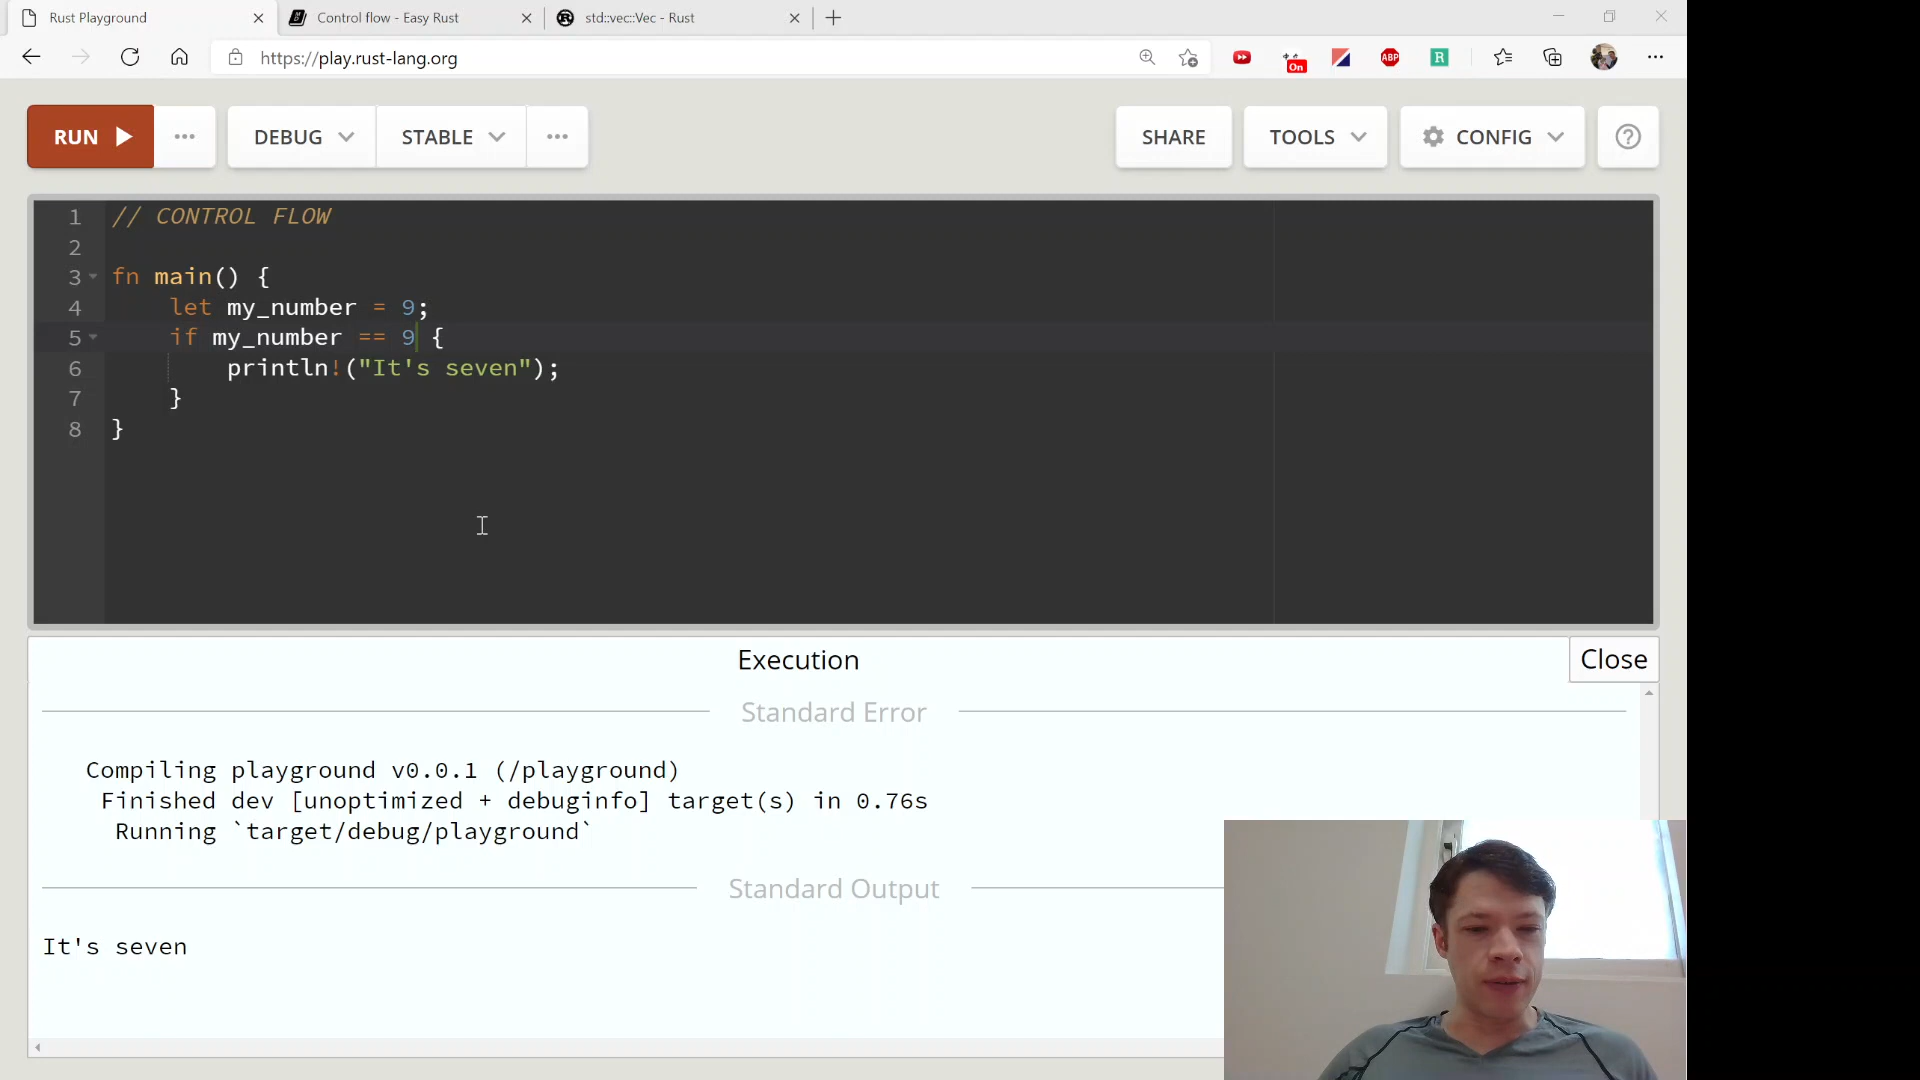 Rust Playground
Control flow - Easy Rust
std::vec::Vec - Rust
https://play.rust-lang.org
On
ABP
R
RUN
DEBUG
STABLE
SHARE
TOOLS
CONFIG
1 // CONTROL FLOW
2
3 fn main() {
4     let my_number = 9;
5     if my_number == 9 {
6         println!("It's seven");
7     }
8 }
Execution
Close
Standard Error
Compiling playground v0.0.1 (/playground)
Finished dev [unoptimized + debuginfo] target(s) in 0.76s
Running `target/debug/playground`
Standard Output
It's seven